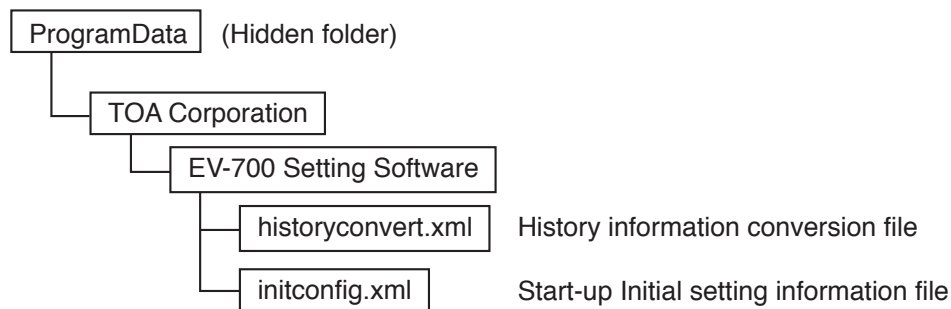 ProgramData (Hidden folder)
TOA Corporation
EV-700 Setting Software
historyconvert.xml History information conversion file
initconfig.xml Start-up Initial setting information file